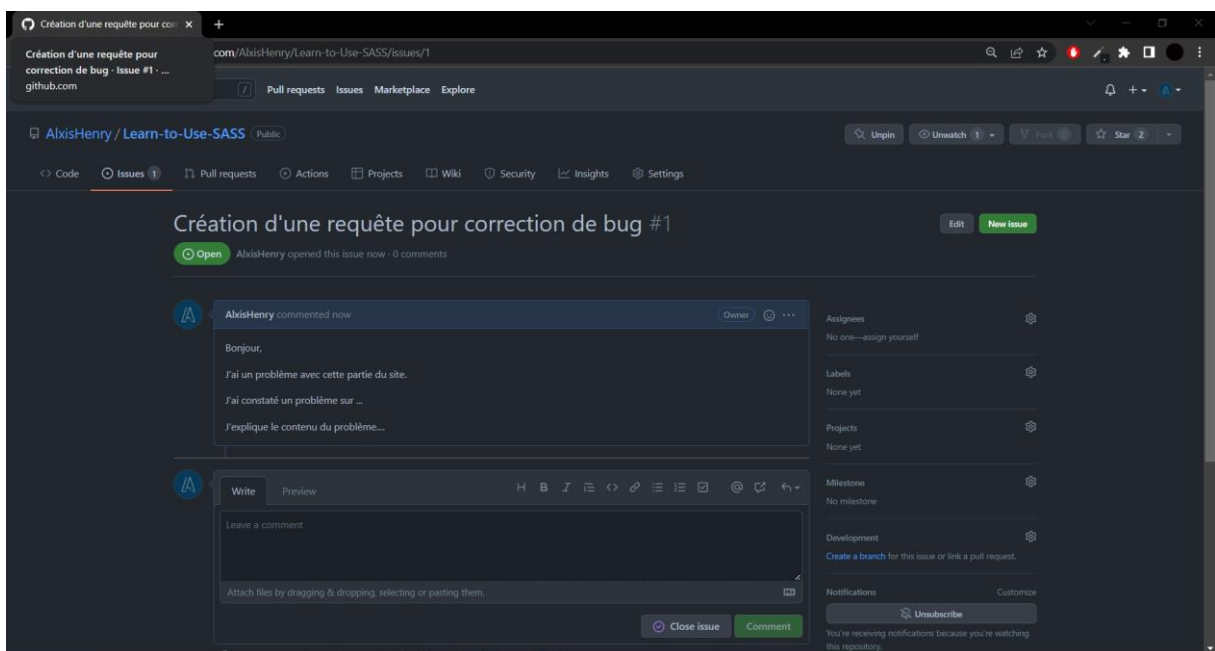 Création d'une requête pour con
Création d'une requête pour
correction de bug · Issue #1 · ...
github.com
com/AlxisHenry/Learn-to-Use-SASS/issues/1
/ Pull requests Issues Marketplace Explore
AlxisHenry / Learn-to-Use-SASS Public
Unpin Unwatch 1 Fork Star 2
Code Issues 1 Pull requests Actions Projects Wiki Security Insights Settings
Création d'une requête pour correction de bug #1
Edit New issue
Open AlxisHenry opened this issue now · 0 comments
AlxisHenry commented now Owner
Bonjour,
J'ai un problème avec cette partie du site.
J'ai constaté un problème sur ...
J'explique le contenu du problème....
Write Preview
Leave a comment
Attach files by dragging & dropping, selecting or pasting them.
Close issue Comment
Assignees
No one—assign yourself
Labels
None yet
Projects
None yet
Milestone
No milestone
Development
Create a branch for this issue or link a pull request.
Notifications Customize
Unsubscribe
You're receiving notifications because you're watching
this repository.